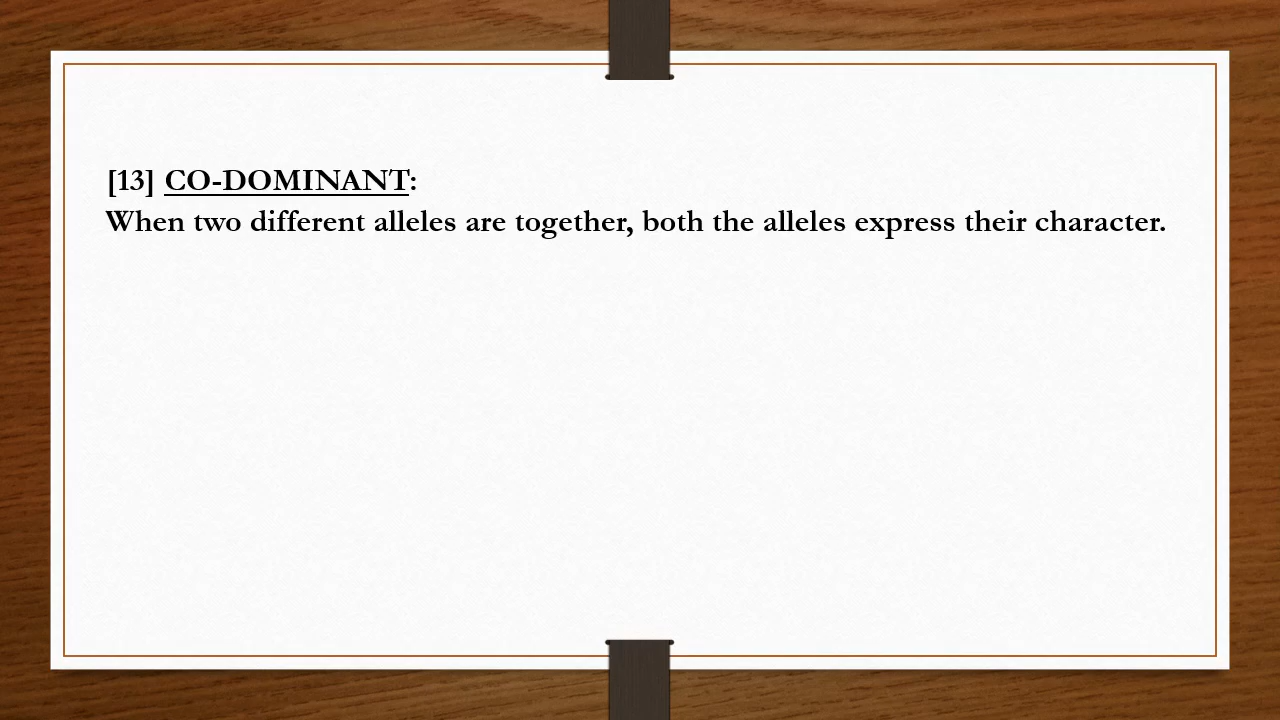 [13] CO-DOMINANT:
When two different alleles are together, both the alleles express their character.